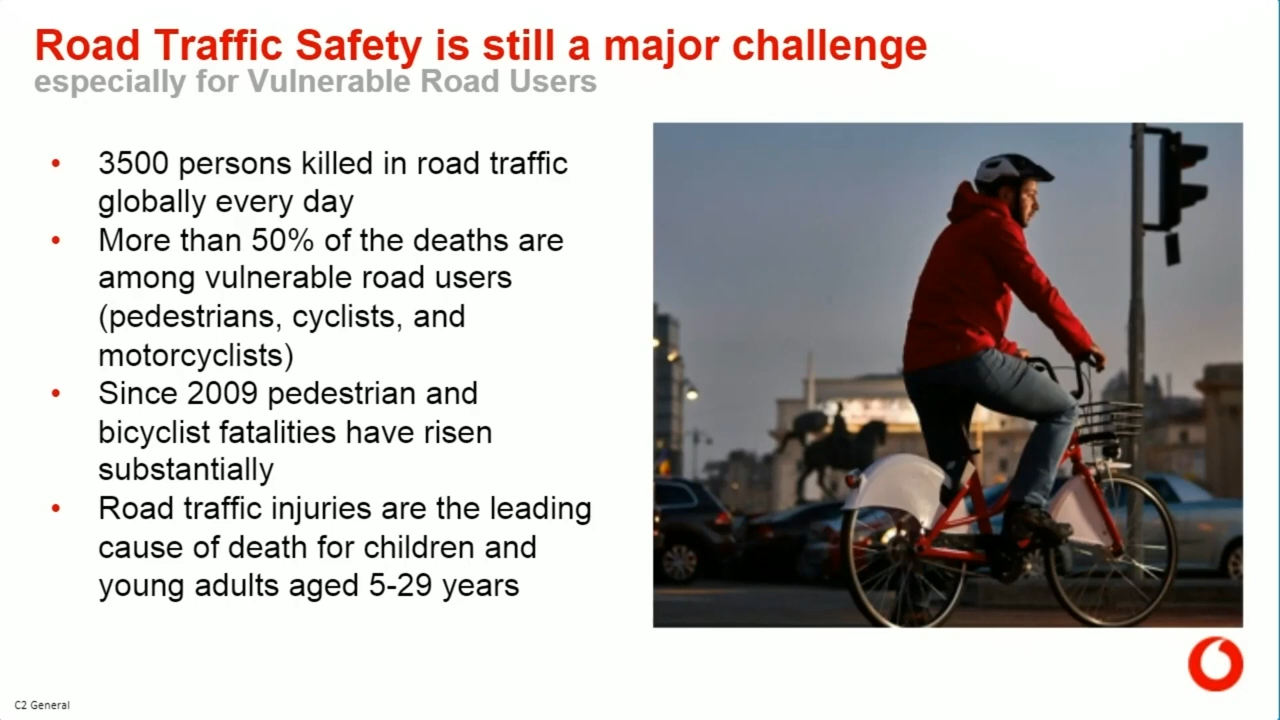 Road Traffic Safety is still a major challenge
especially for Vulnerable Road Users
• 3500 persons killed in road traffic
globally every day
• More than 50% of the deaths are
among vulnerable road users
(pedestrians, cyclists, and
motorcyclists)
• Since 2009 pedestrian and
bicyclist fatalities have risen
substantially
• Road traffic injuries are the leading
cause of death for children and
young adults aged 5-29 years
C2 General